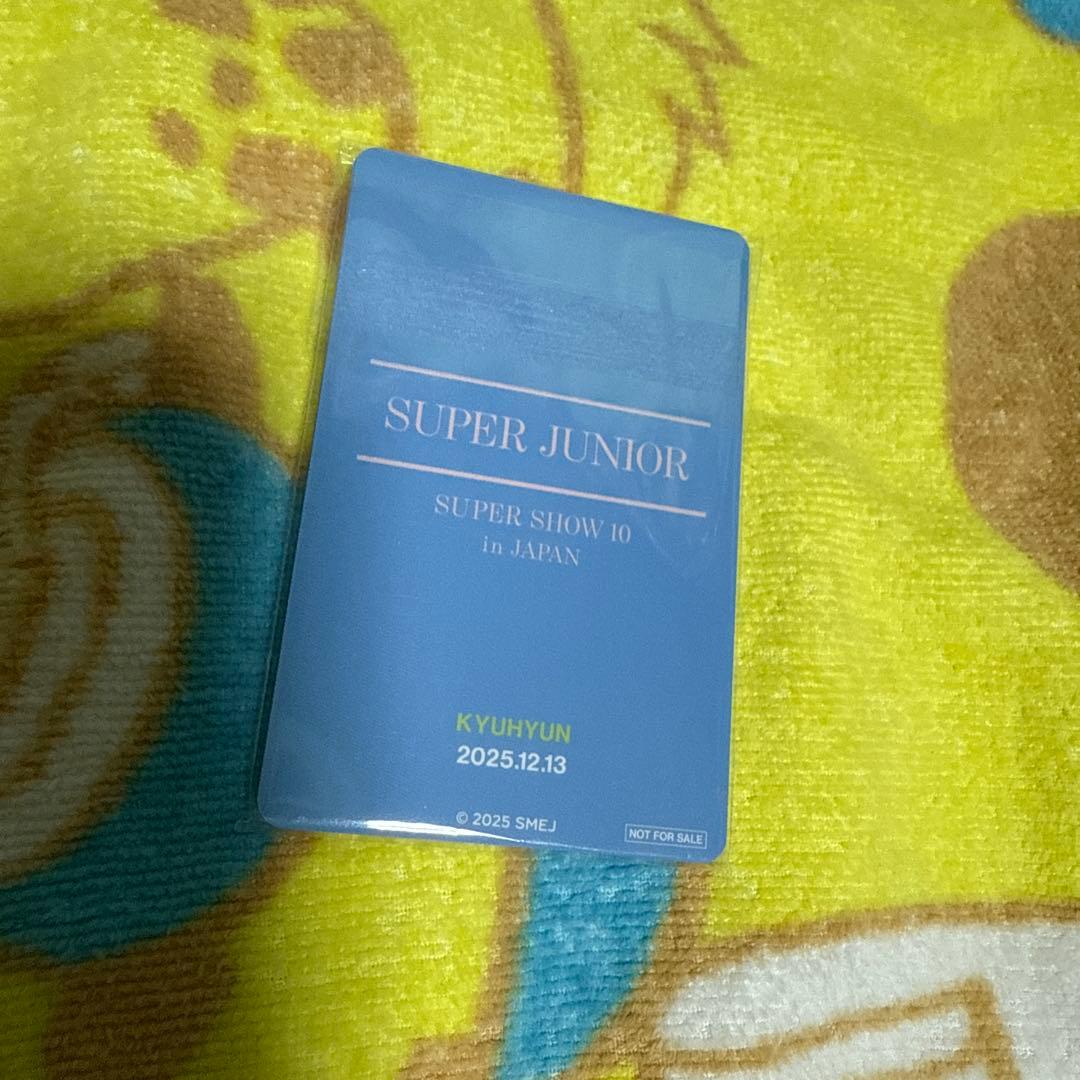 SUPER JUNIOR
SUPER SHOW 10
in JAPAN
KYUHYUN
2025.12.13
© 2025 SMEJ
NOT FOR SALE